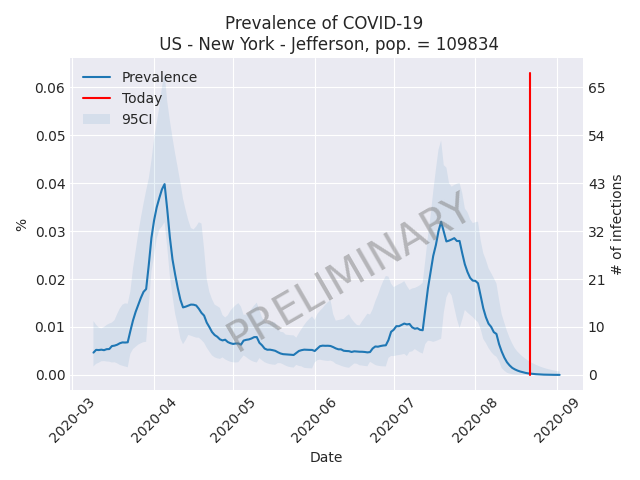 Prevalence of COVID-19
US - New York - Jefferson, pop. = 109834
Prevalence
Today
95CI
PRELIMINARY
%
0.06
0.05
0.04
0.03
0.02
0.01
0.00
65
54
43
32
21
10
0
# of infections
2020-03
2020-04
2020-05
2020-06
2020-07
2020-08
2020-09
Date